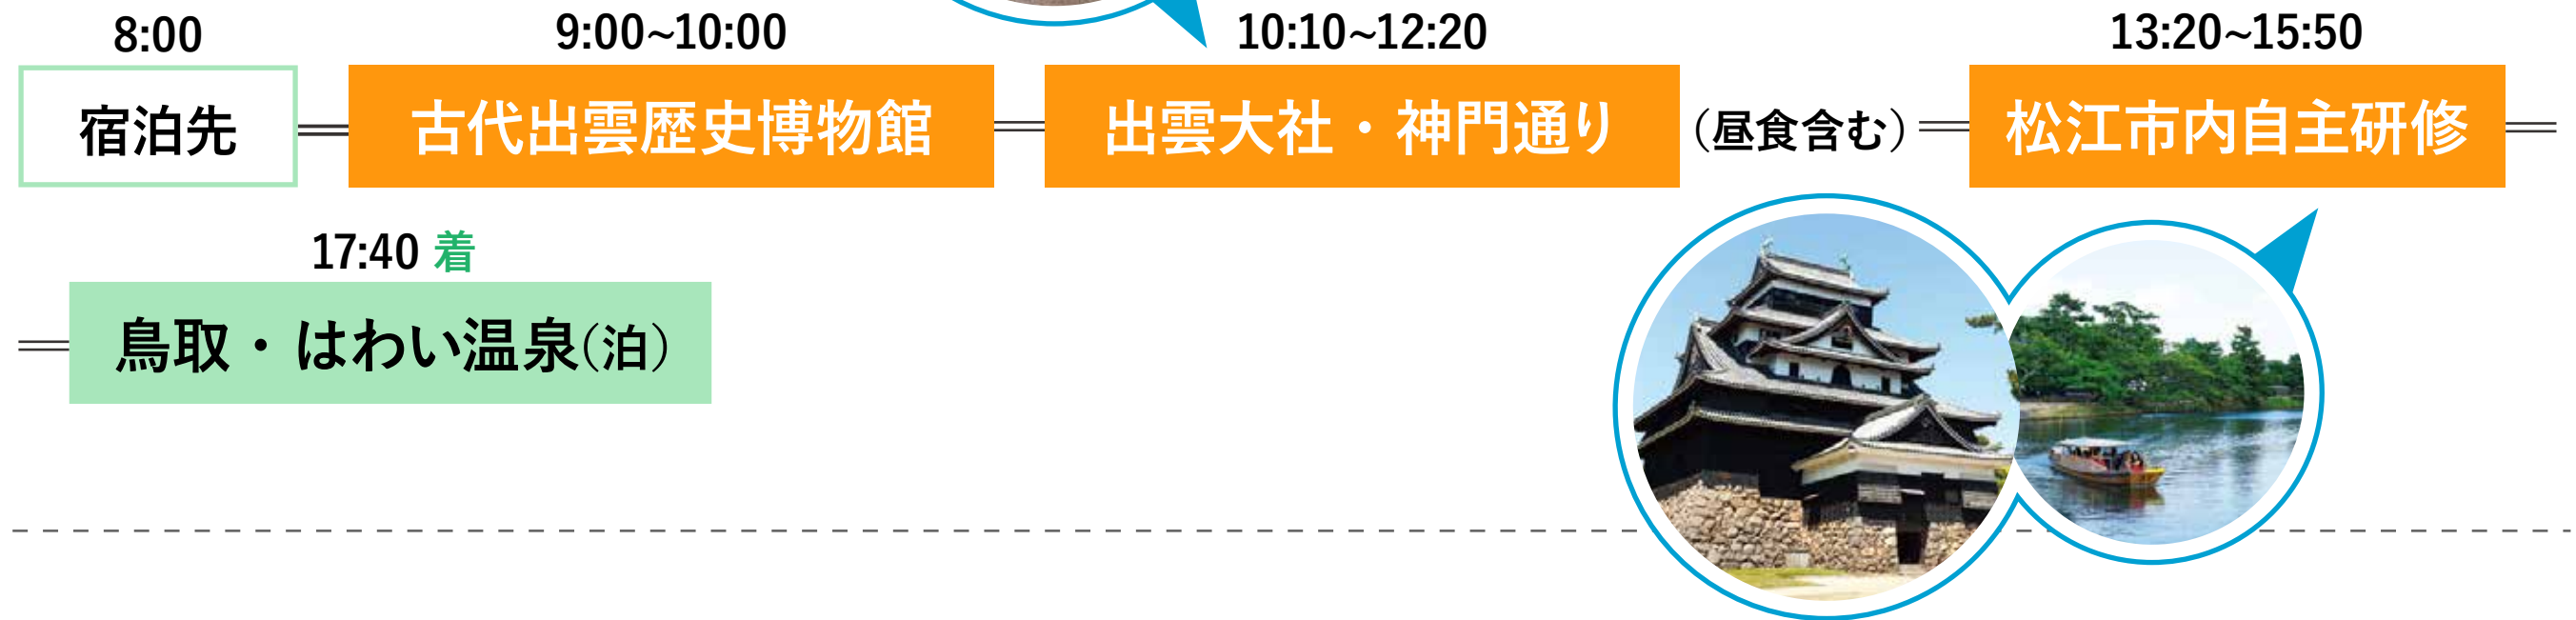 8:00 9:00~10:00 10:10~12:20 13:20~15:50
宿泊先 古代出雲歴史博物館 出雲大社・神門通り (昼食含む) 松江市内自主研修
17:40 着
鳥取・はわい温泉(泊)